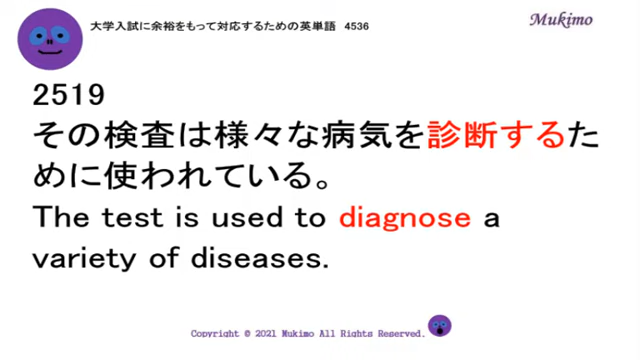 大学入試に余裕をもって対応するための英単語 4536
Mukimo
2519
その検査は様々な病気を診断するた
めに使われている。
The test is used to diagnose a
variety of diseases.
Copyright © 2021 Mukimo All Rights Reserved.